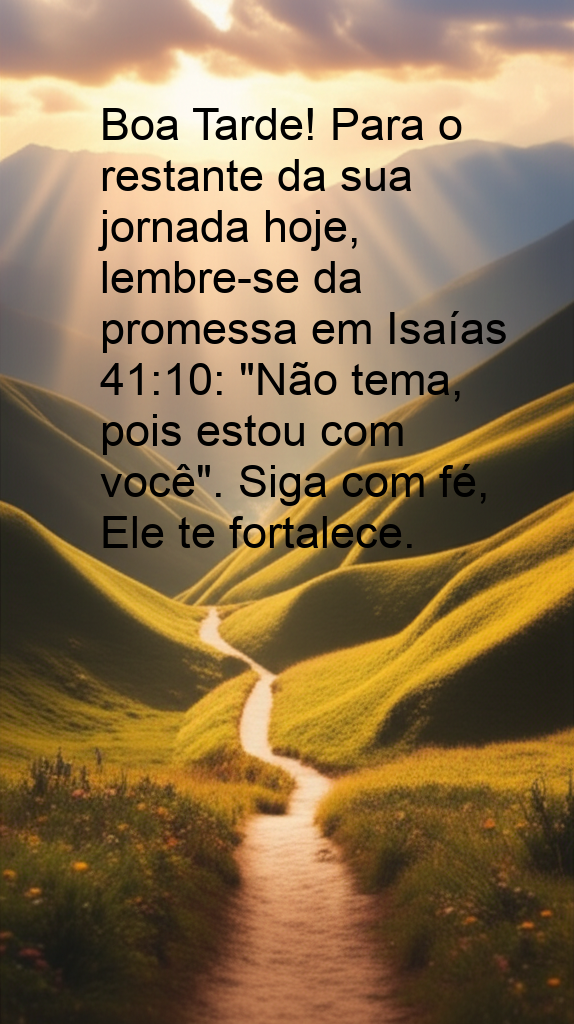 Boa Tarde! Para o
restante da sua
jornada hoje,
lembre-se da
promessa em Isaías
41:10: "Não tema,
pois estou com
você". Siga com fé,
Ele te fortalece.